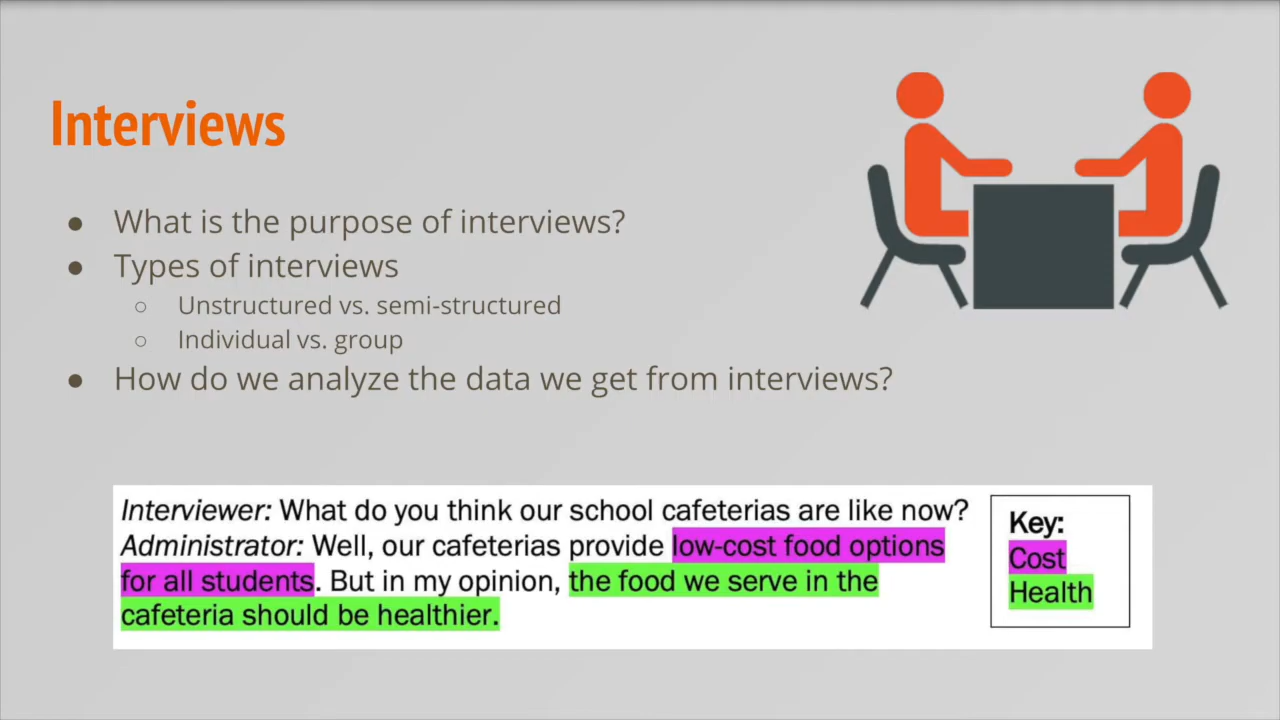 Interviews
● What is the purpose of interviews?
● Types of interviews
○ Unstructured vs. semi-structured
○ Individual vs. group
● How do we analyze the data we get from interviews?
Interviewer: What do you think our school cafeterias are like now?
Administrator: Well, our cafeterias provide low-cost food options
for all students. But in my opinion, the food we serve in the
cafeteria should be healthier.
Key:
Cost
Health